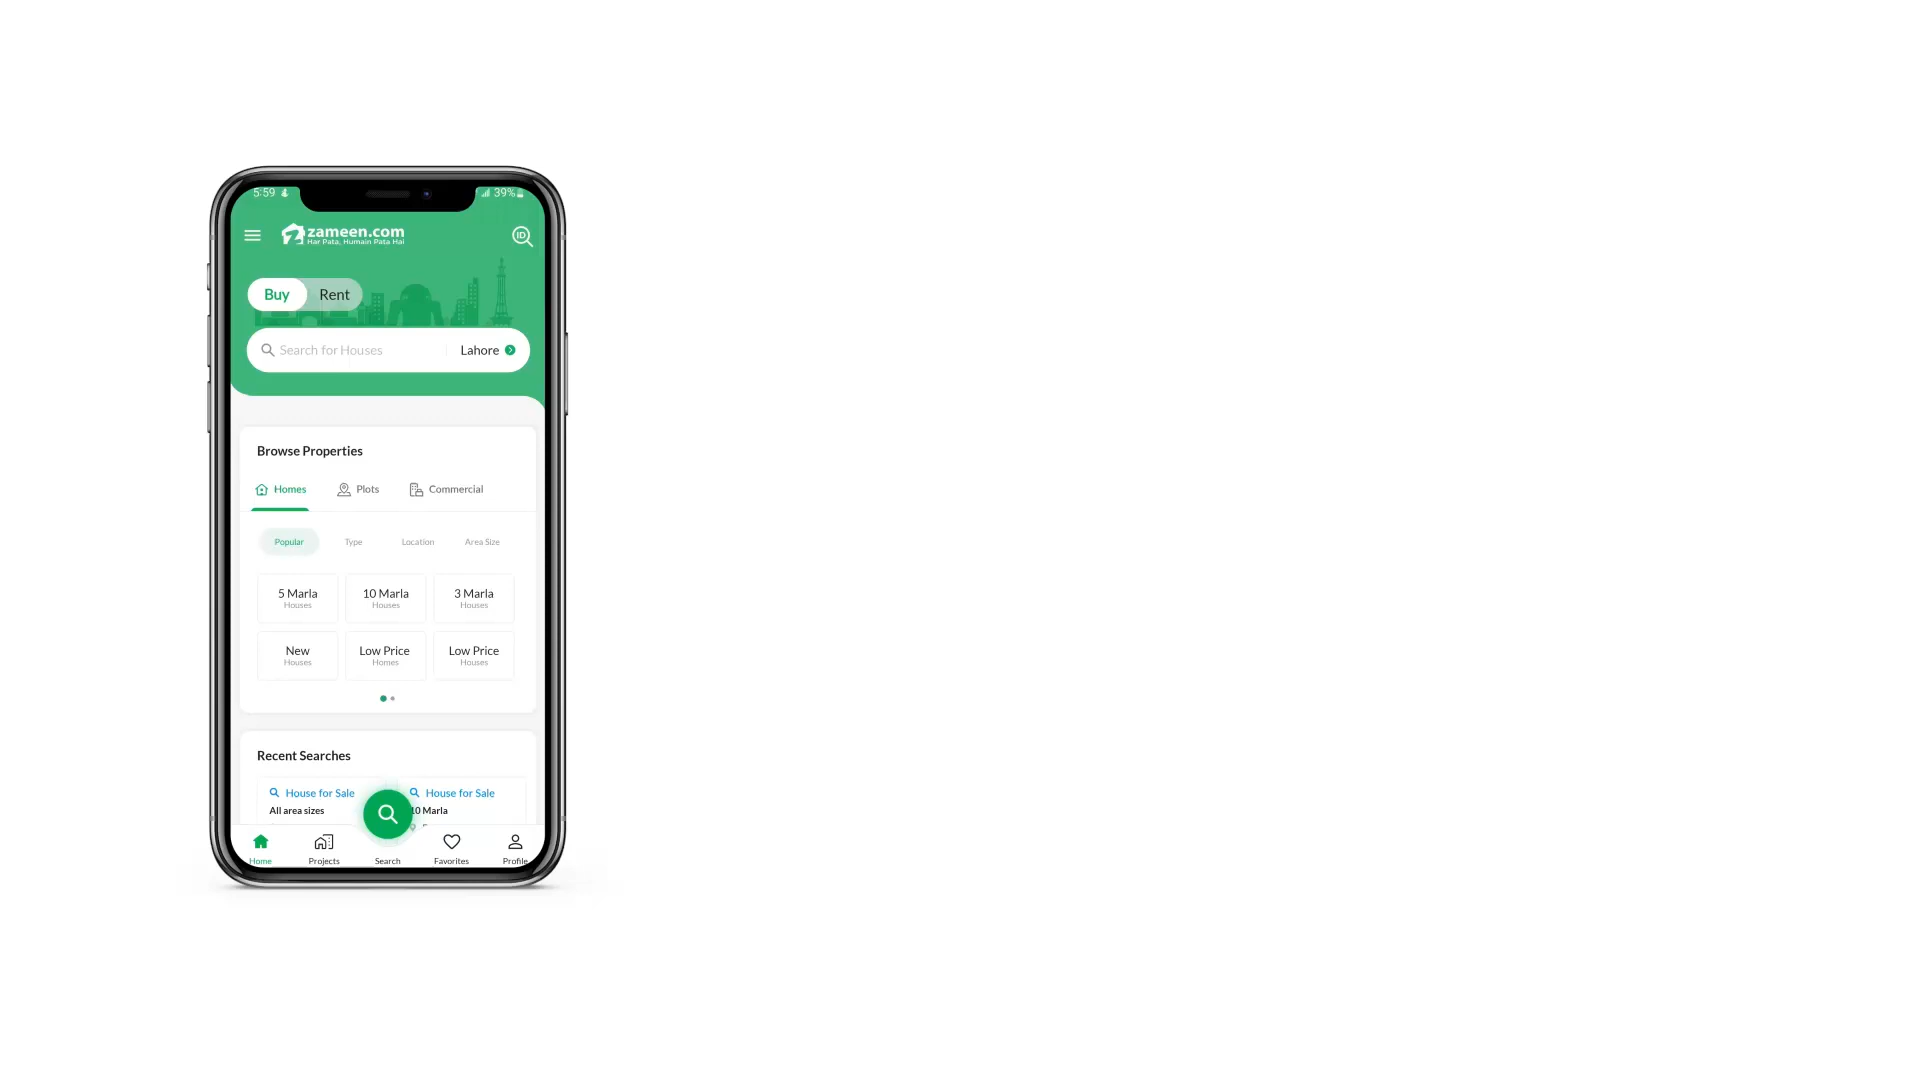 5:59
39%
zameen.com
Har Pata, Humain Pata Hai
ID
Buy
Rent
Search for Houses
Lahore
Browse Properties
Homes
Plots
Commercial
Popular
Type
Location
Area Size
5 Marla
Houses
10 Marla
Houses
3 Marla
Houses
New
Houses
Low Price
Homes
Low Price
Houses
Recent Searches
House for Sale
All area sizes
House for Sale
10 Marla
Home
Projects
Search
Favorites
Profile